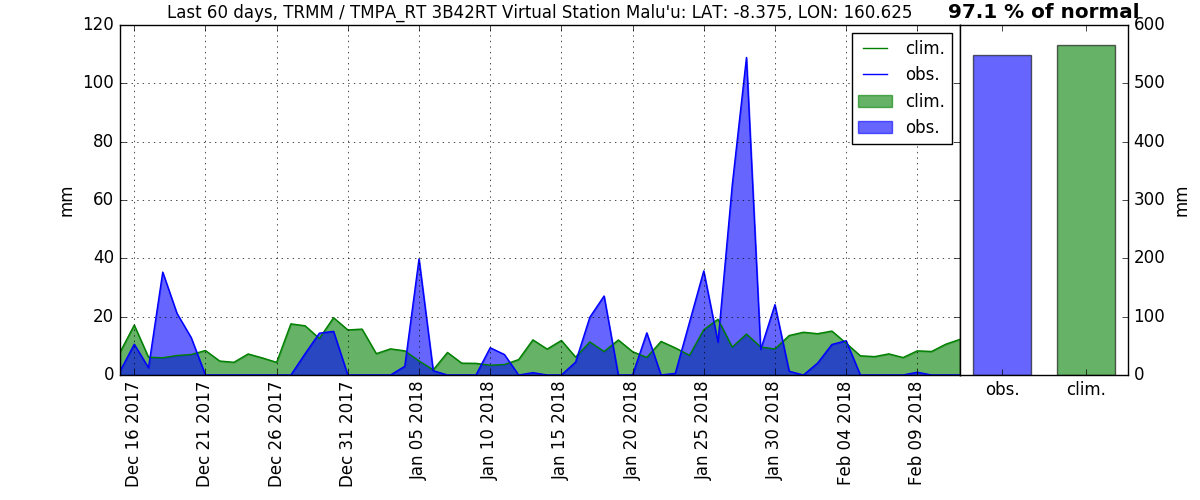 Last 60 days, TRMM / TMPA_RT 3B42RT Virtual Station Malu'u: LAT: -8.375, LON: 160.625
97.1 % of normal
120
100
80
60
40
20
0
mm
clim.
obs.
clim.
obs.
600
500
400
300
200
100
0
mm
Dec 16 2017
Dec 21 2017
Dec 26 2017
Dec 31 2017
Jan 05 2018
Jan 10 2018
Jan 15 2018
Jan 20 2018
Jan 25 2018
Jan 30 2018
Feb 04 2018
Feb 09 2018
obs.
clim.